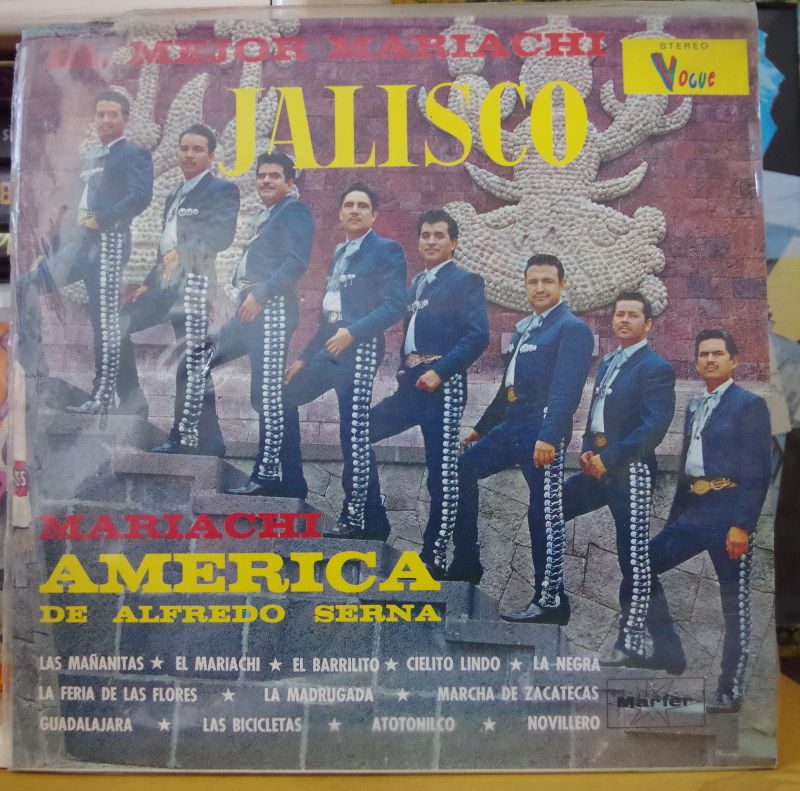 EL MEJOR MARIACHI
JALISCO
STEREO
VOGUE
MARIACHI
AMERICA
DE ALFREDO SERNA
LAS MAÑANITAS ★ EL MARIACHI ★ EL BARRILITO ★ CIELITO LINDO ★ LA NEGRA
LA FERIA DE LAS FLORES ★ LA MADRUGADA ★ MARCHA DE ZACATECAS
GUADALAJARA ★ LAS BICICLETAS ★ ATOTONILCO ★ NOVILLERO
Marfer